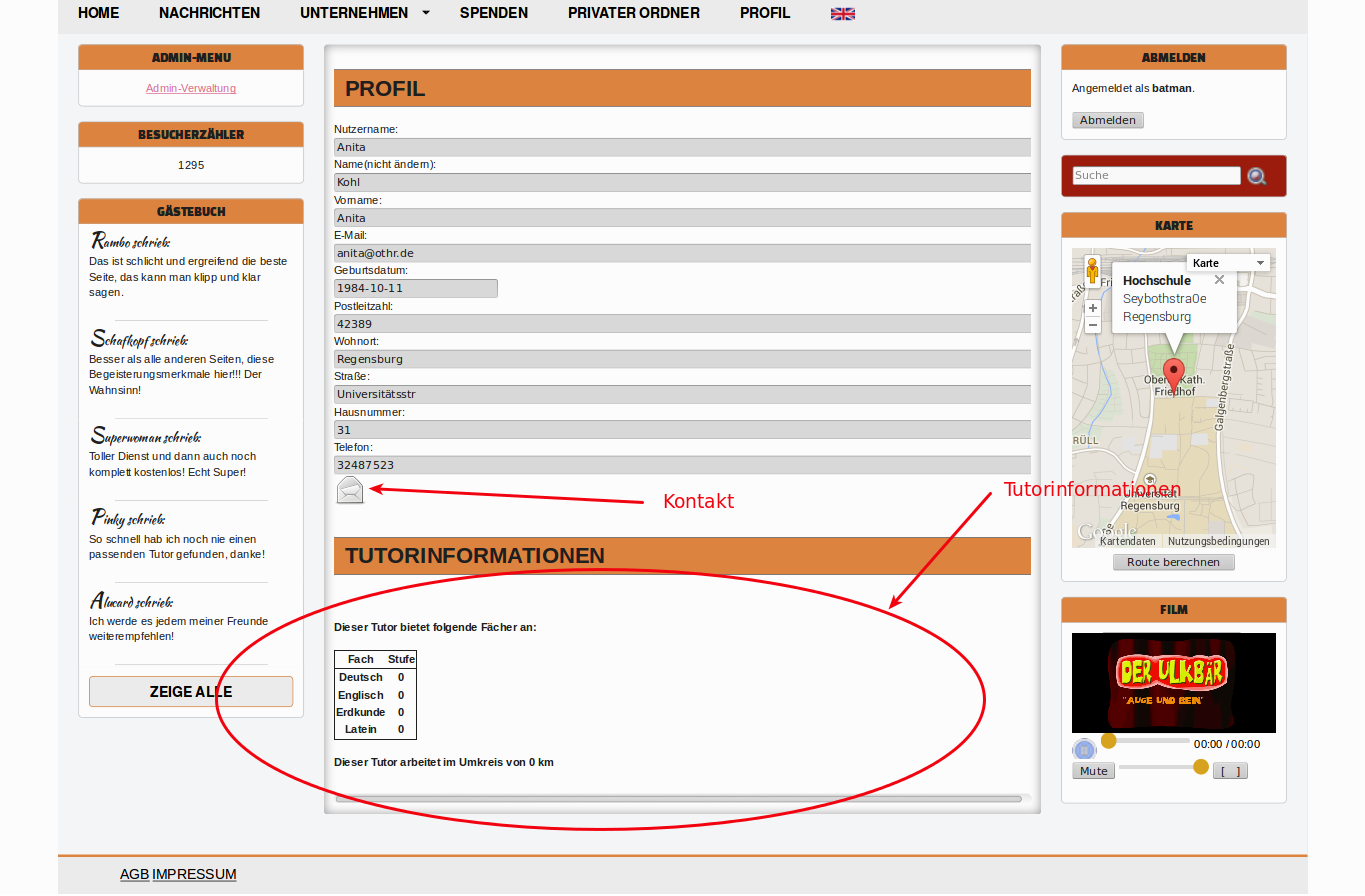 HOME NACHRICHTEN UNTERNEHMEN SPENDEN PRIVATER ORDNER PROFIL
ADMIN-MENU
Admin-Verwaltung
BESUCHERZÄHLER
1295
GÄSTEBUCH
Rambo schrieb:
Das ist schlicht und ergreifend die beste
Seite, das kann man klipp und klar
sagen.
Schafkopf schrieb:
Besser als alle anderen Seiten, diese
Begeisterungsmerkmale hier!!! Der
Wahnsinn!
Superwoman schrieb:
Toller Dienst und dann auch noch
komplett kostenlos! Echt Super!
Pinky schrieb:
So schnell hab ich noch nie einen
passenden Tutor gefunden, danke!
Alucard schrieb:
Ich werde es jedem meiner Freunde
weiterempfehlen!
ZEIGE ALLE
PROFIL
Nutzername:
Anita
Name(nicht ändern):
Kohl
Vorname:
Anita
E-Mail:
anita@othr.de
Geburtsdatum:
1984-10-11
Postleitzahl:
42389
Wohnort:
Regensburg
Straße:
Universitätsstr
Hausnummer:
31
Telefon:
32487523
Kontakt
Tutorinformationen
TUTORINFORMATIONEN
Dieser Tutor bietet folgende Fächer an:
Fach Stufe
Deutsch 0
Englisch 0
Erdkunde 0
Latein 0
Dieser Tutor arbeitet im Umkreis von 0 km
ABMELDEN
Angemeldet als batman.
Abmelden
Suche
KARTE
Karte
Hochschule
Seybothstra0e
Regensburg
+
−
Kath.
Friedhof
Galgenbergstraße
RÜLL
Universität
Regensburg
Google
Kartendaten Nutzungsbedingungen
Route berechnen
FILM
DER ULKBÄR
"AUGE UND BEIN"
00:00 / 00:00
Mute [ ]
AGB IMPRESSUM